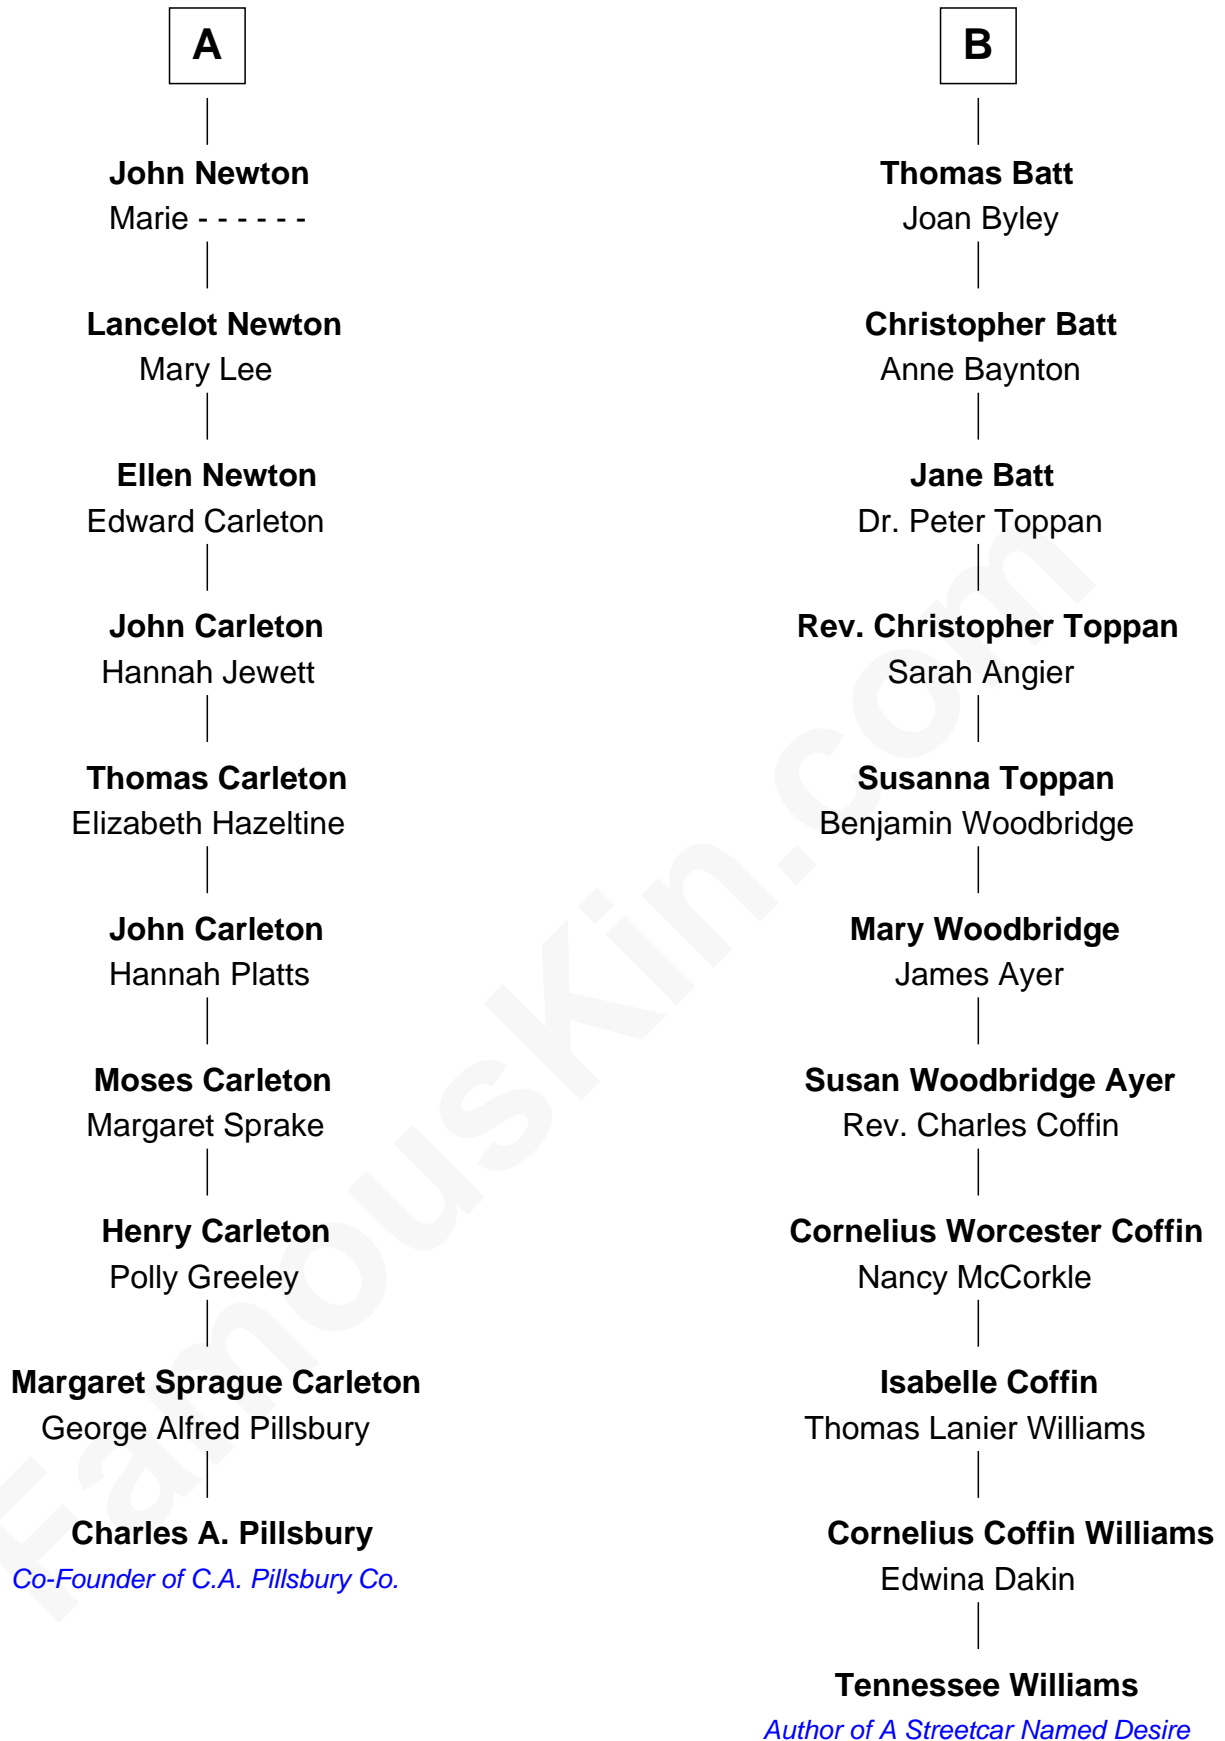 A
John Newton
Marie - - - - - -
Lancelot Newton
Mary Lee
Ellen Newton
Edward Carleton
John Carleton
Hannah Jewett
Thomas Carleton
Elizabeth Hazeltine
John Carleton
Hannah Platts
Moses Carleton
Margaret Sprake
Henry Carleton
Polly Greeley
Margaret Sprague Carleton
George Alfred Pillsbury
Charles A. Pillsbury
Co-Founder of C.A. Pillsbury Co.
B
Thomas Batt
Joan Byley
Christopher Batt
Anne Baynton
Jane Batt
Dr. Peter Toppan
Rev. Christopher Toppan
Sarah Angier
Susanna Toppan
Benjamin Woodbridge
Mary Woodbridge
James Ayer
Susan Woodbridge Ayer
Rev. Charles Coffin
Cornelius Worcester Coffin
Nancy McCorkle
Isabelle Coffin
Thomas Lanier Williams
Cornelius Coffin Williams
Edwina Dakin
Tennessee Williams
Author of A Streetcar Named Desire
FamousKin.com